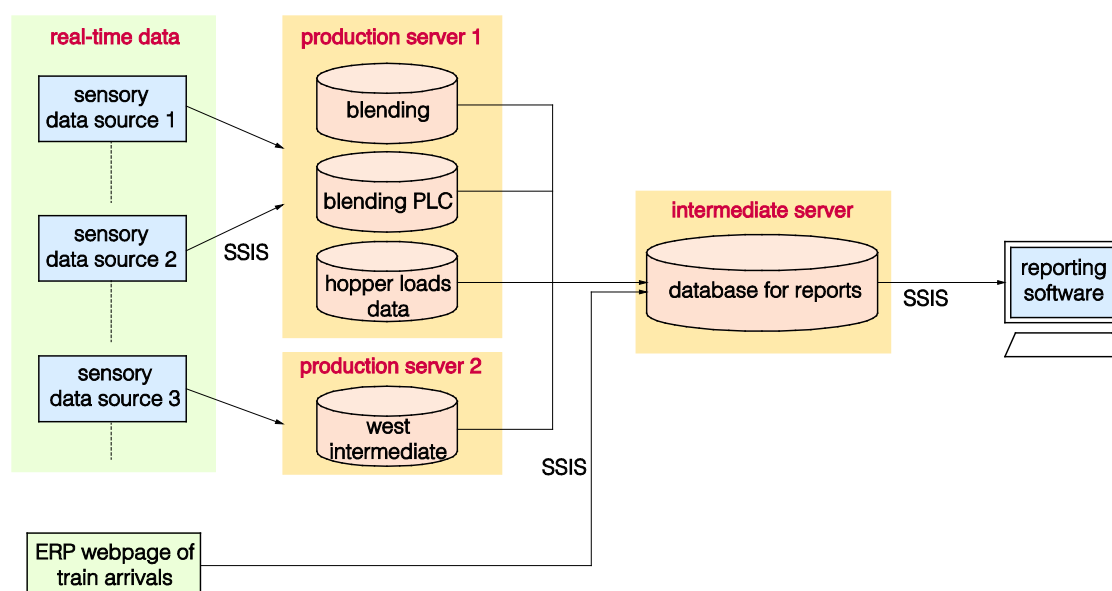 real-time data
sensory
data source 1
sensory
data source 2
sensory
data source 3
SSIS
production server 1
blending
blending PLC
hopper loads
data
production server 2
west
intermediate
SSIS
ERP webpage of
train arrivals
intermediate server
database for reports
SSIS
reporting
software